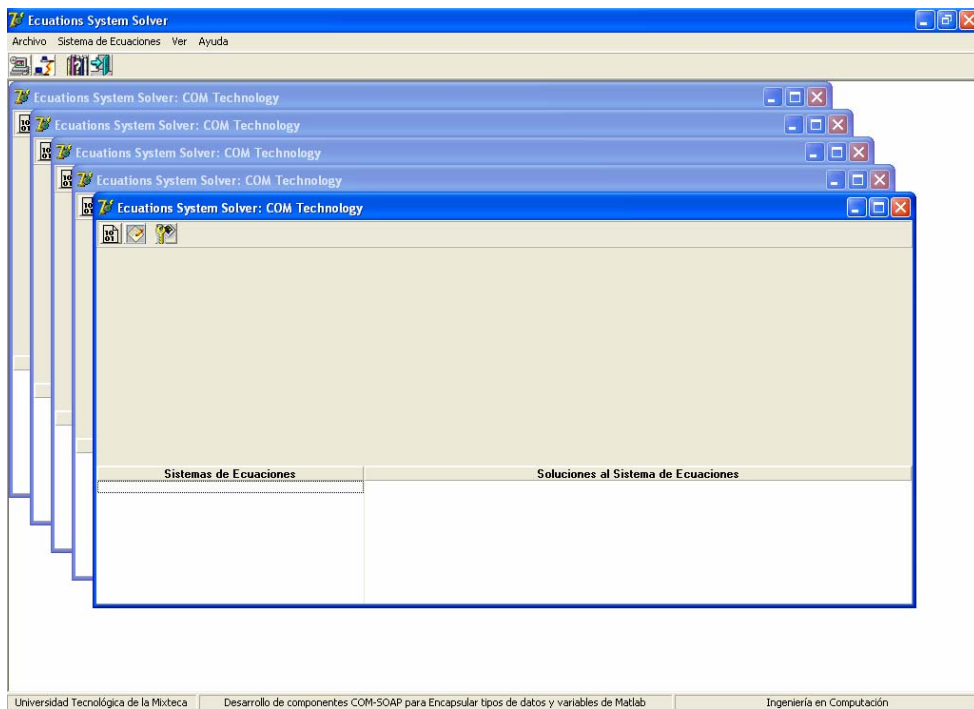 Ecuations System Solver
Archivo Sistema de Ecuaciones Ver Ayuda
Ecuations System Solver: COM Technology
Ecuations System Solver: COM Technology
Ecuations System Solver: COM Technology
Ecuations System Solver: COM Technology
Ecuations System Solver: COM Technology
Sistemas de Ecuaciones Soluciones al Sistema de Ecuaciones
Universidad Tecnológica de la Mixteca Desarrollo de componentes COM-SOAP para Encapsular tipos de datos y variables de Matlab Ingeniería en Computación